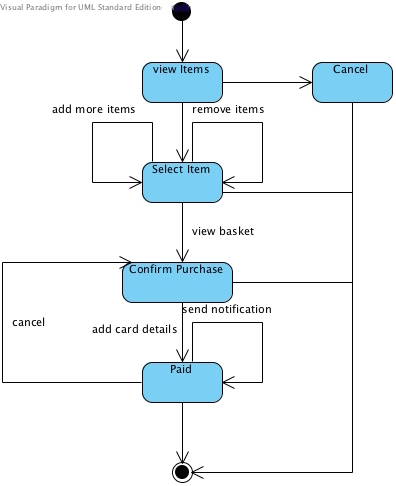 Visual Paradigm for UML Standard Edition
view Items
Cancel
add more items
remove items
Select Item
view basket
Confirm Purchase
send notification
cancel
add card details
Paid